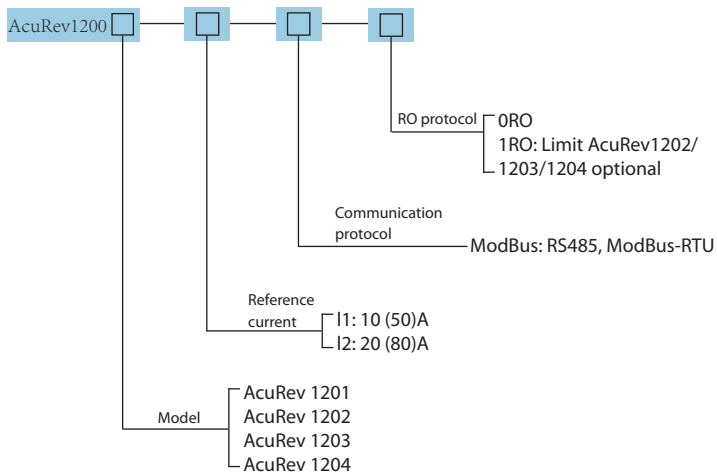 AcuRev1200
RO protocol
0RO
1RO: Limit AcuRev1202/
1203/1204 optional
Communication
protocol
ModBus: RS485, ModBus-RTU
Reference
current
I1: 10 (50)A
I2: 20 (80)A
Model
AcuRev 1201
AcuRev 1202
AcuRev 1203
AcuRev 1204